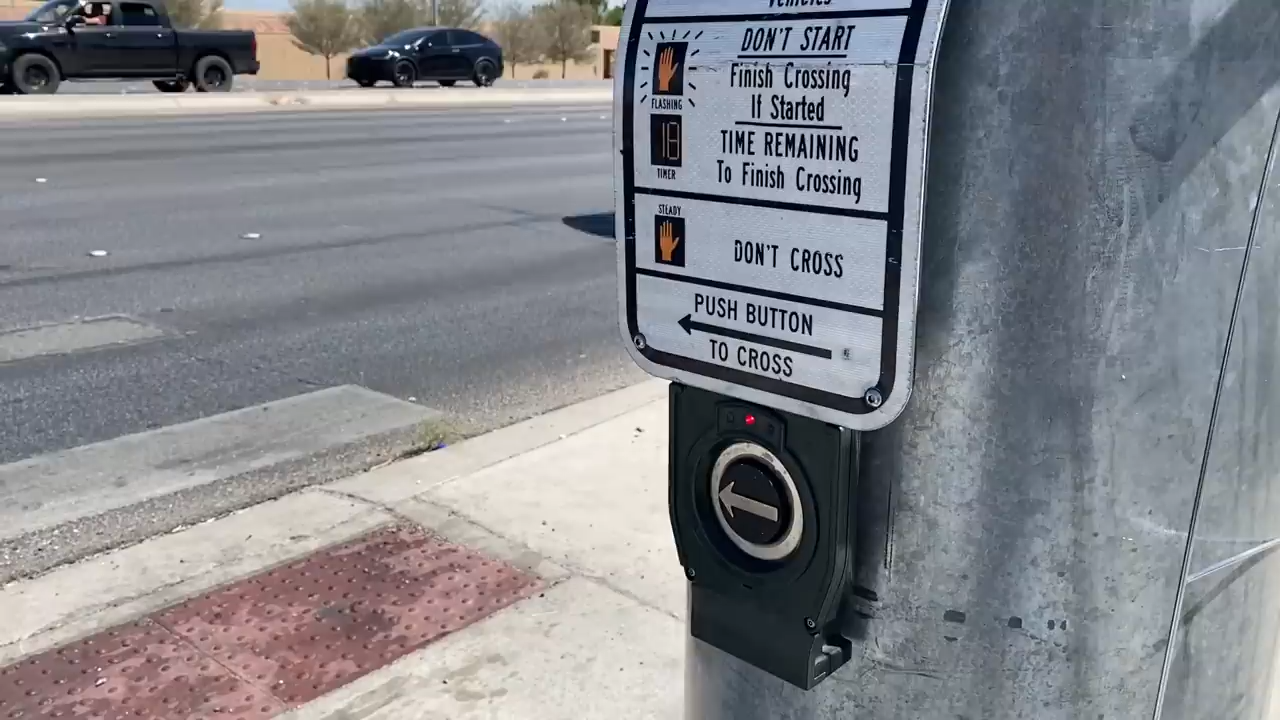 Vehicles
DON'T START
Finish Crossing
If Started
FLASHING
18
TIME REMAINING
To Finish Crossing
TIMER
STEADY
DON'T CROSS
PUSH BUTTON
TO CROSS